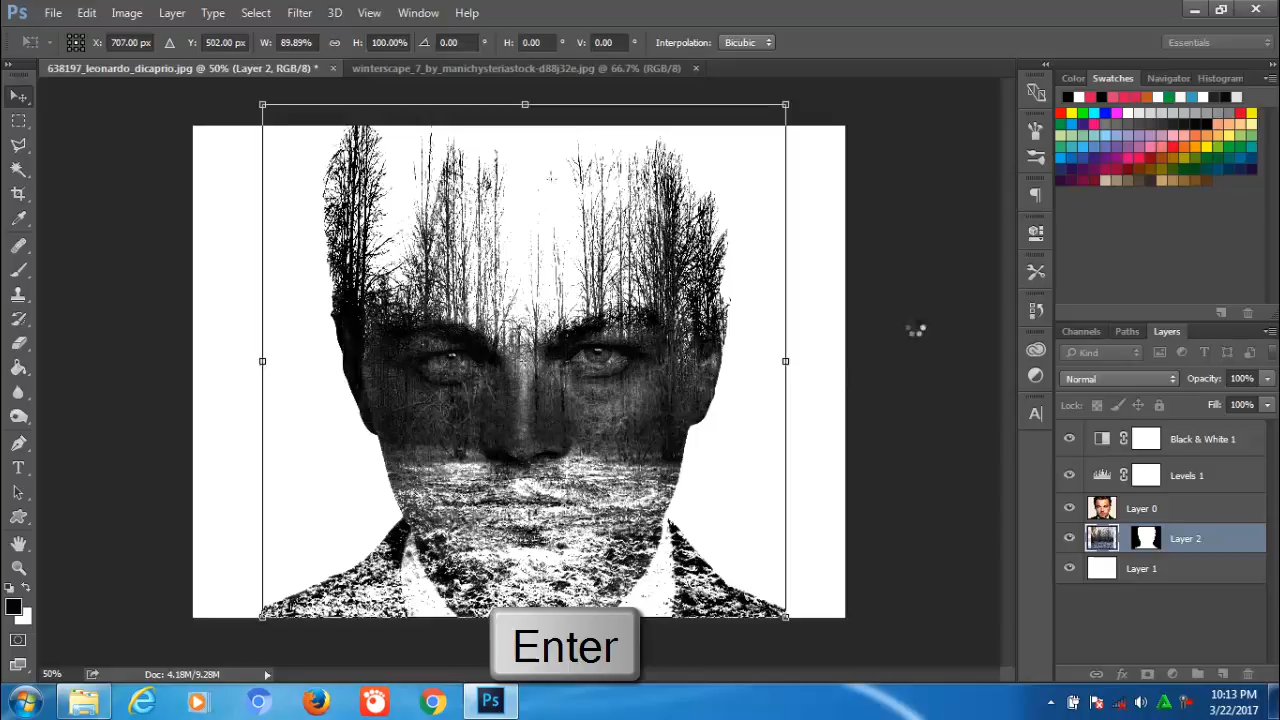 Ps File Edit Image Layer Type Select Filter 3D View Window Help
X: 707.00 px Y: 502.00 px W: 89.89% H: 100.00% 0.00 ° H: 0.00 ° V: 0.00 ° Interpolation: Bicubic Essentials
638197_leonardo_dicaprio.jpg @ 50% (Layer 2, RGB/8) * × winterscape_7_by_manichysteriastock-d88j32e.jpg @ 66.7% (RGB/8) ×
Color Swatches Navigator Histogram
Channels Paths Layers
Kind
Normal Opacity: 100%
Lock: Fill: 100%
Black & White 1
Levels 1
Layer 0
Layer 2
Layer 1
Enter
50% Doc: 4.18M/9.28M
Ps
10:13 PM
3/22/2017